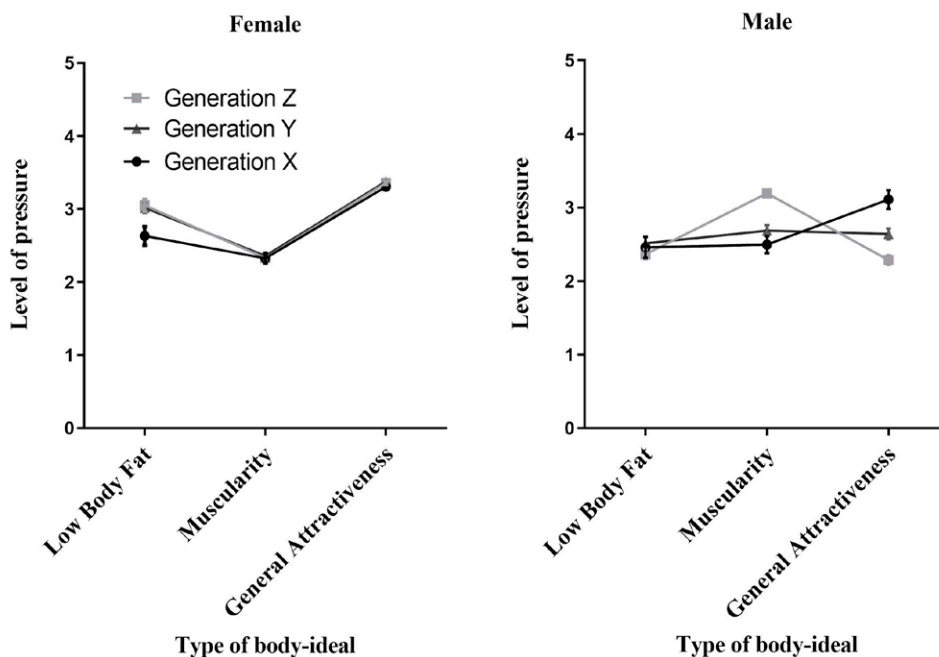 Female
5
4
3
2
1
0
Level of pressure
Generation Z
Generation Y
Generation X
Low Body Fat
Muscularity
General Attractiveness
Type of body-ideal
Male
5
4
3
2
1
0
Level of pressure
Low Body Fat
Muscularity
General Attractiveness
Type of body-ideal